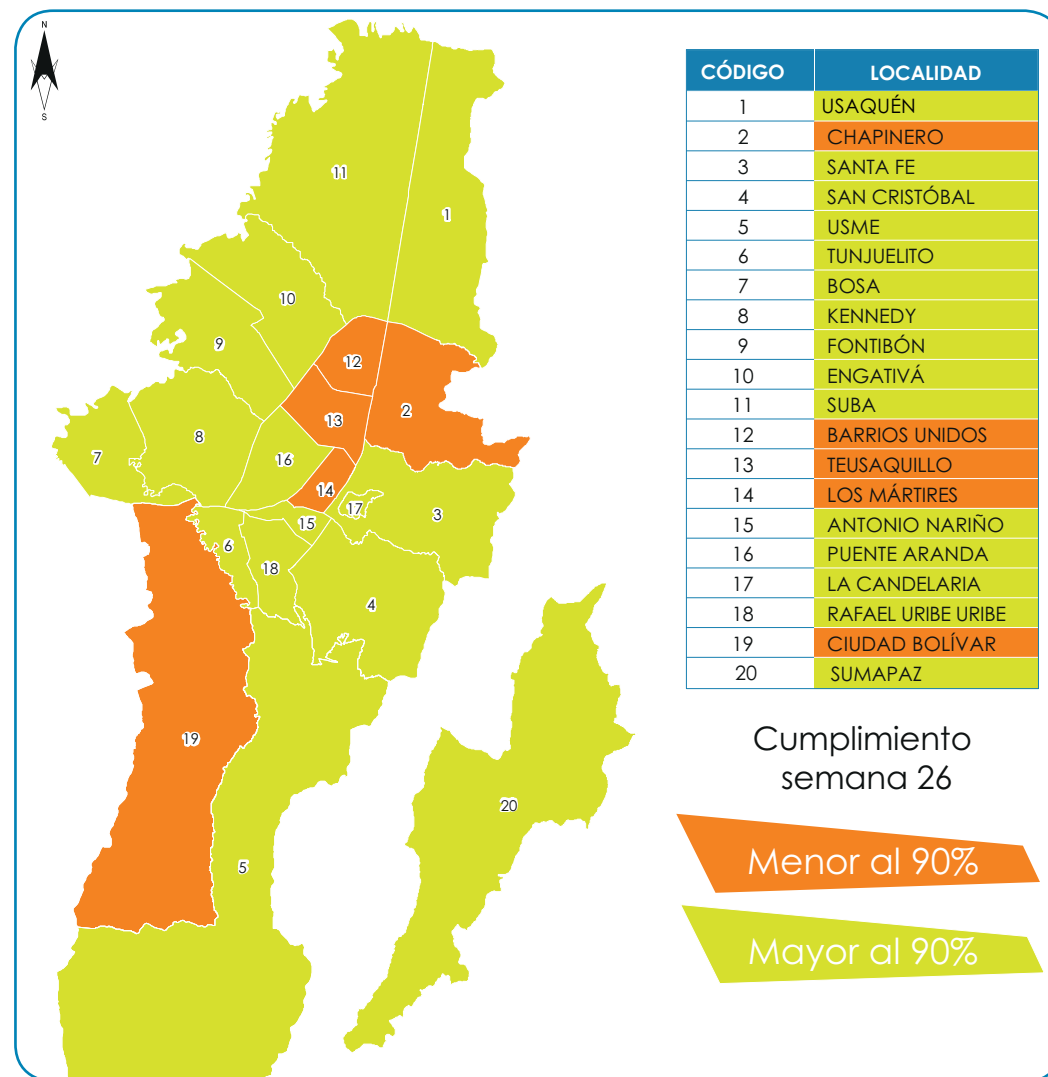 N
S
CÓDIGO LOCALIDAD
1 USAQUÉN
2 CHAPINERO
3 SANTA FE
4 SAN CRISTÓBAL
5 USME
6 TUNJUELITO
7 BOSA
8 KENNEDY
9 FONTIBÓN
10 ENGATIVÁ
11 SUBA
12 BARRIOS UNIDOS
13 TEUSAQUILLO
14 LOS MÁRTIRES
15 ANTONIO NARIÑO
16 PUENTE ARANDA
17 LA CANDELARIA
18 RAFAEL URIBE URIBE
19 CIUDAD BOLÍVAR
20 SUMAPAZ
11
1
10
9
12
2
13
8
7
16
14
17
3
15
6
18
4
19
20
5
Cumplimiento
semana 26
Menor al 90%
Mayor al 90%